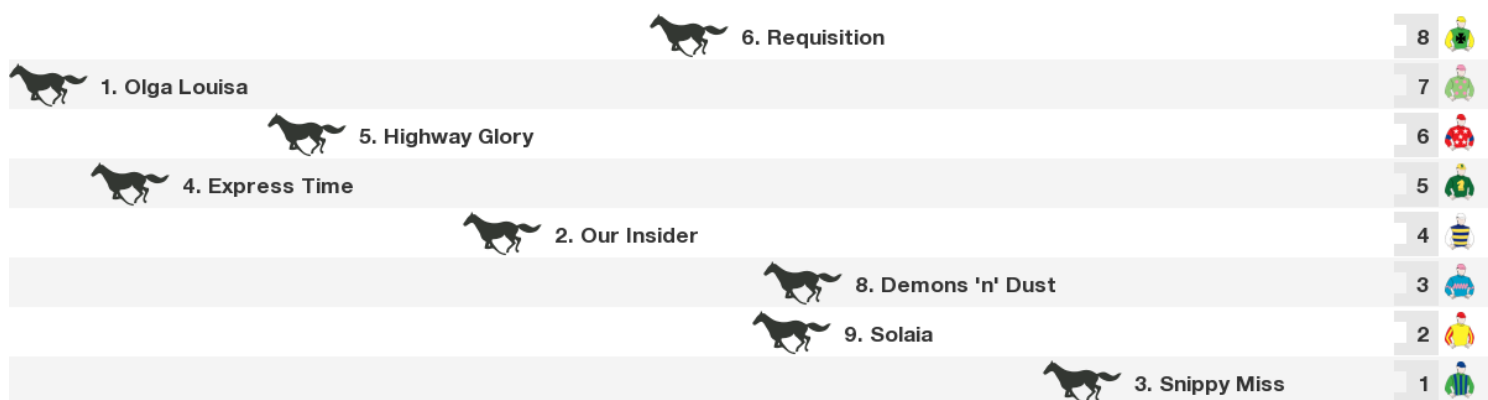 6. Requisition 8
1. Olga Louisa 7
5. Highway Glory 6
4. Express Time 5
2. Our Insider 4
8. Demons 'n' Dust 3
9. Solaia 2
3. Snippy Miss 1